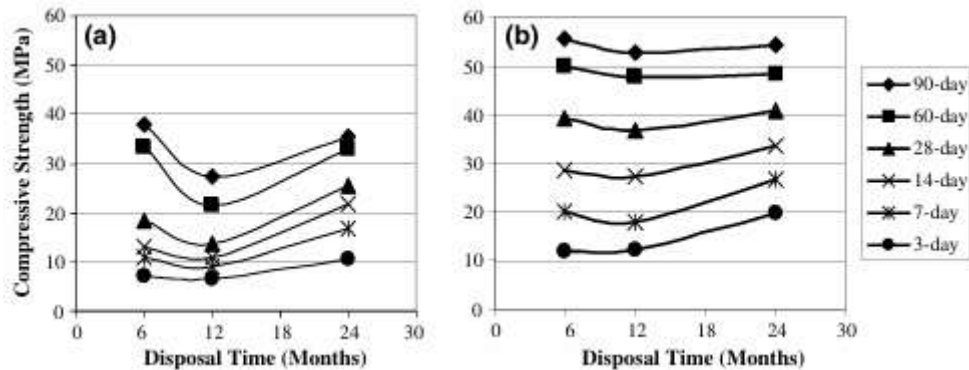 (a)
(b)
Compressive Strength (MPa)
60
50
40
30
20
10
0
0 6 12 18 24 30
Disposal Time (Months)
60
50
40
30
20
10
0
0 6 12 18 24 30
Disposal Time (Months)
90-day
60-day
28-day
14-day
7-day
3-day